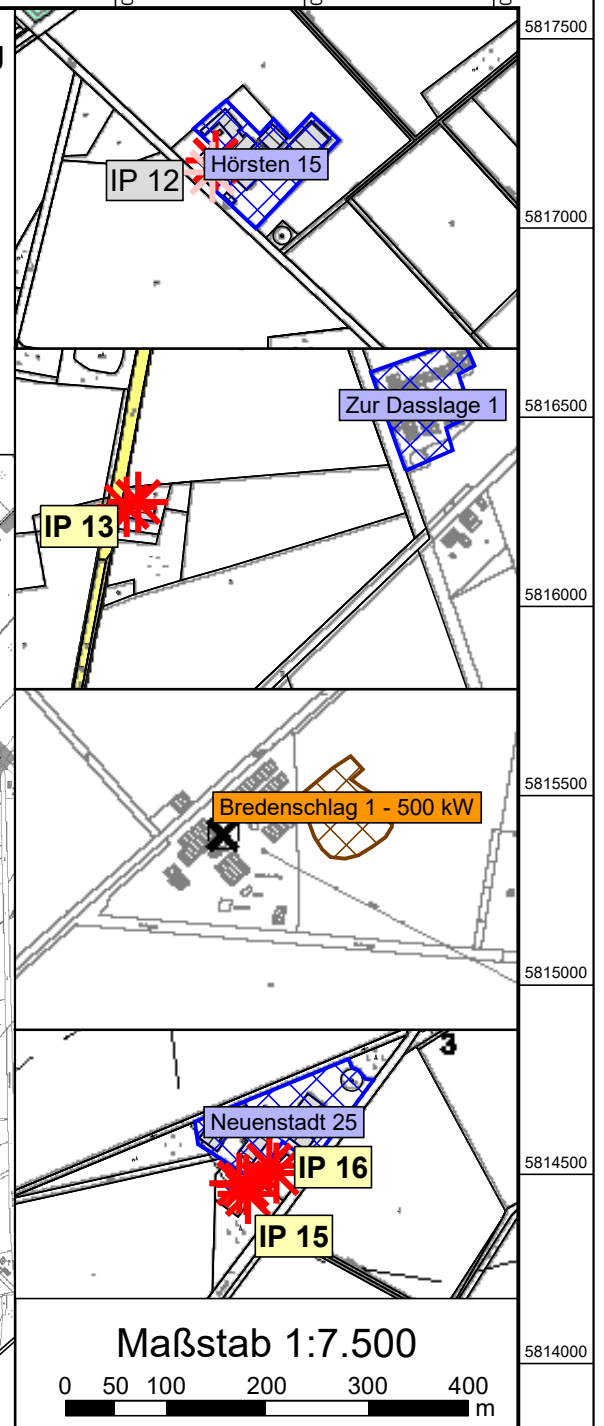 5817500
Hörsten 15
IP 12
5817000
Zur Dasslage 1
5816500
IP 13
5816000
Bredenschlag 1 - 500 kW
5815500
5815000
3
Neuenstadt 25
IP 16
5814500
IP 15
Maßstab 1:7.500
5814000
0 50 100 200 300 400
m